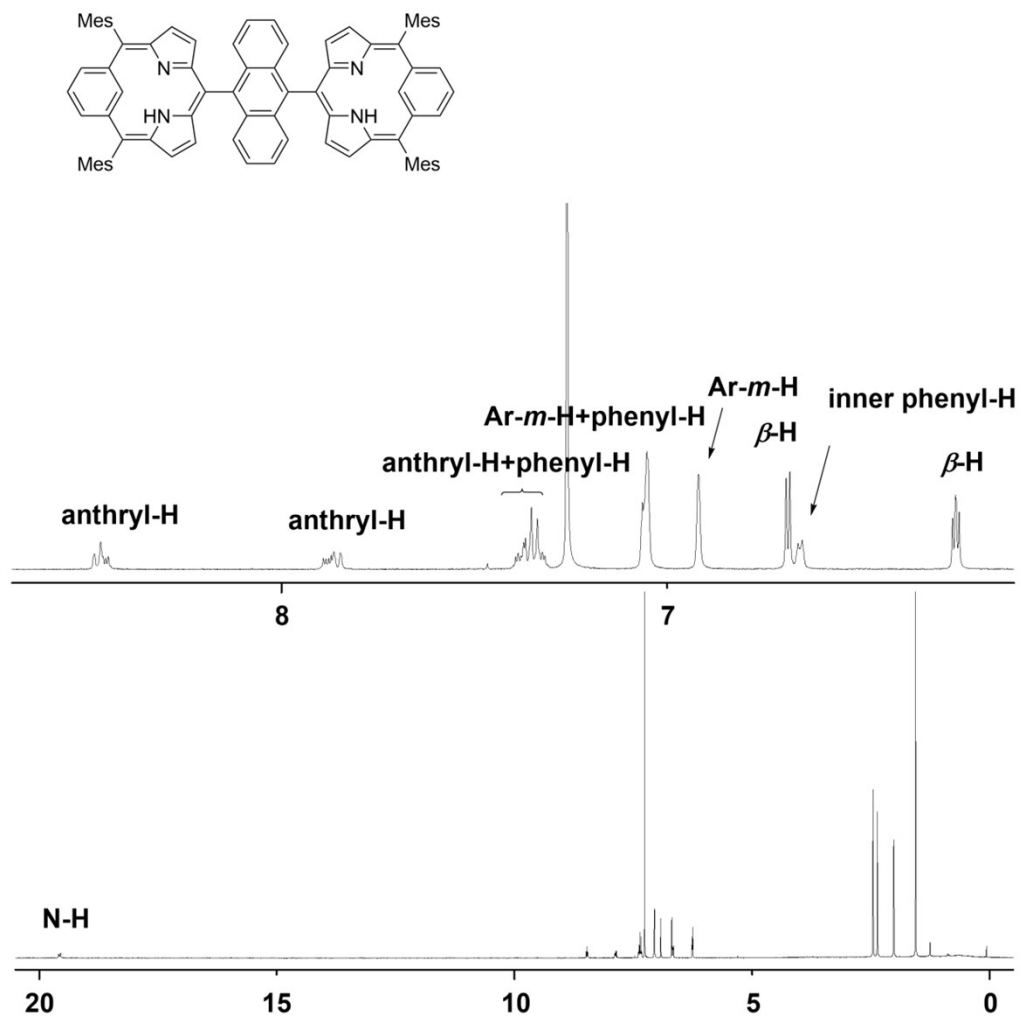 Mes Mes
N N
HN NH
Mes Mes
Ar-m-H
inner phenyl-H
Ar-m-H+phenyl-H
β-H
anthryl-H+phenyl-H
β-H
anthryl-H
anthryl-H
8 7
N-H
20 15 10 5 0